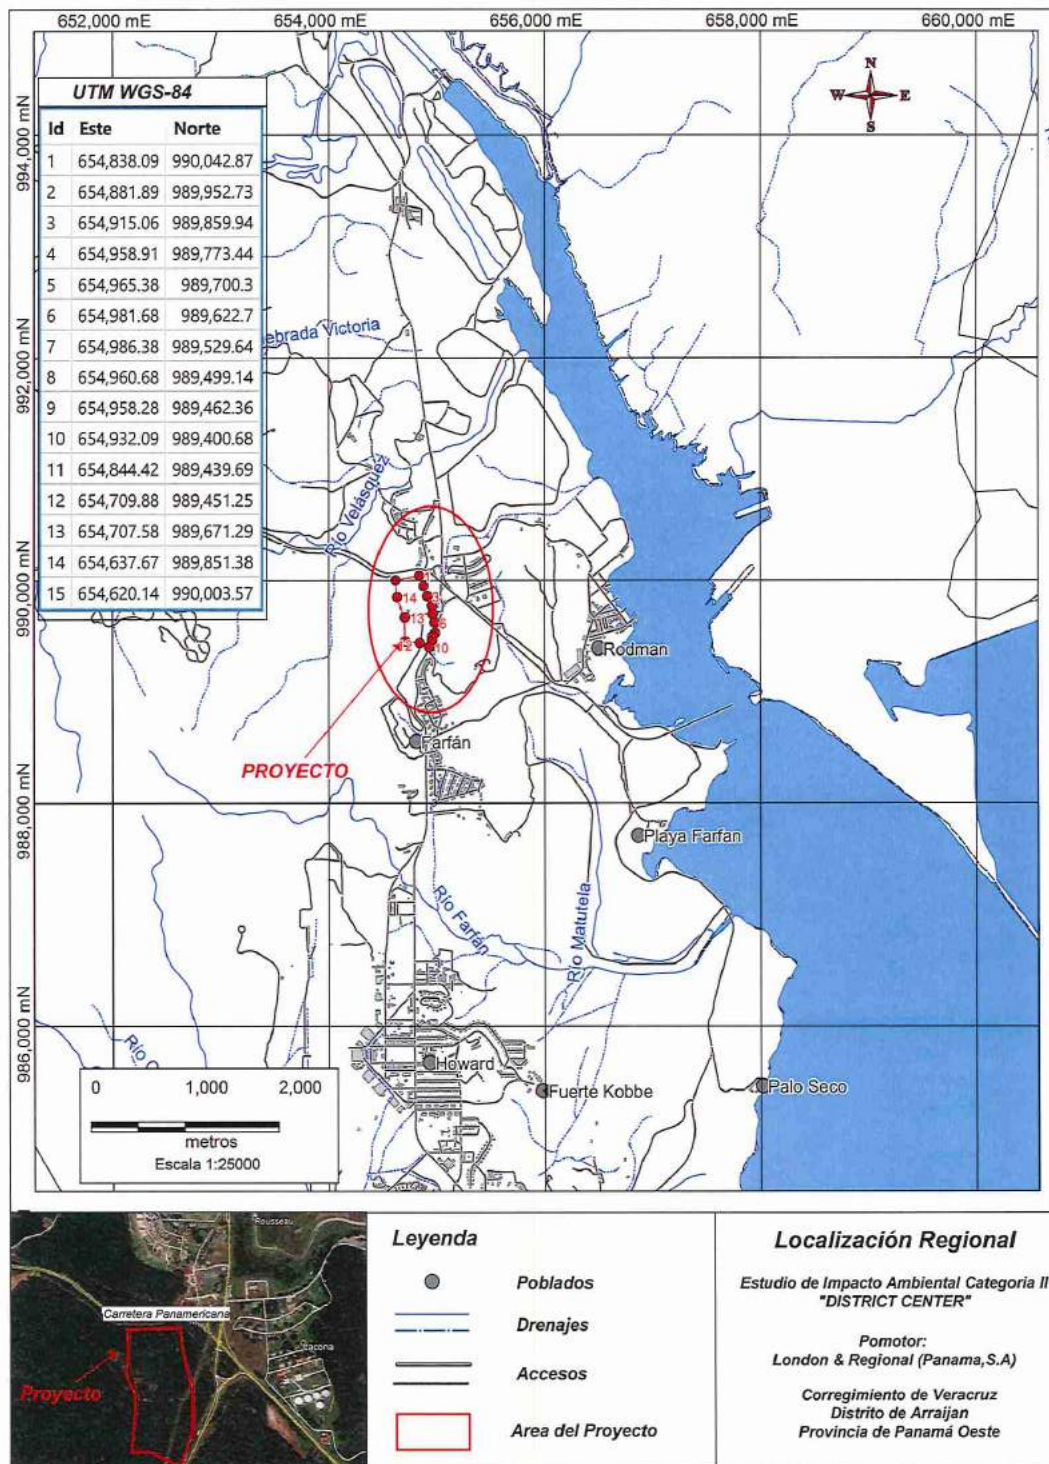 652,000 mE 654,000 mE 656,000 mE 658,000 mE 660,000 mE
994,000 mN
992,000 mN
990,000 mN
988,000 mN
986,000 mN
UTM WGS-84
Id Este Norte
1 654,838.09 990,042.87
2 654,881.89 989,952.73
3 654,915.06 989,859.94
4 654,958.91 989,773.44
5 654,965.38 989,700.3
6 654,981.68 989,622.7
7 654,986.38 989,529.64
8 654,960.68 989,499.14
9 654,958.28 989,462.36
10 654,932.09 989,400.68
11 654,844.42 989,439.69
12 654,709.88 989,451.25
13 654,707.58 989,671.29
14 654,637.67 989,851.38
15 654,620.14 990,003.57
N
W E
S
ebrada Victoria
Río Velásquez
1
3
14
13
6
12
10
PROYECTO
Rodman
Farfán
Playa Farfan
Río Farfán
Río Matutela
Howard
Fuerte Kobbe
Palo Seco
0 1,000 2,000
metros
Escala 1:25000
Rousseau
Carretera Panamericana
Proyecto
Leyenda
Poblados
Drenajes
Accesos
Area del Proyecto
Localización Regional
Estudio de Impacto Ambiental Categoria II
"DISTRICT CENTER"
Pomotor:
London & Regional (Panama,S.A)
Corregimiento de Veracruz
Distrito de Arraijan
Provincia de Panamá Oeste